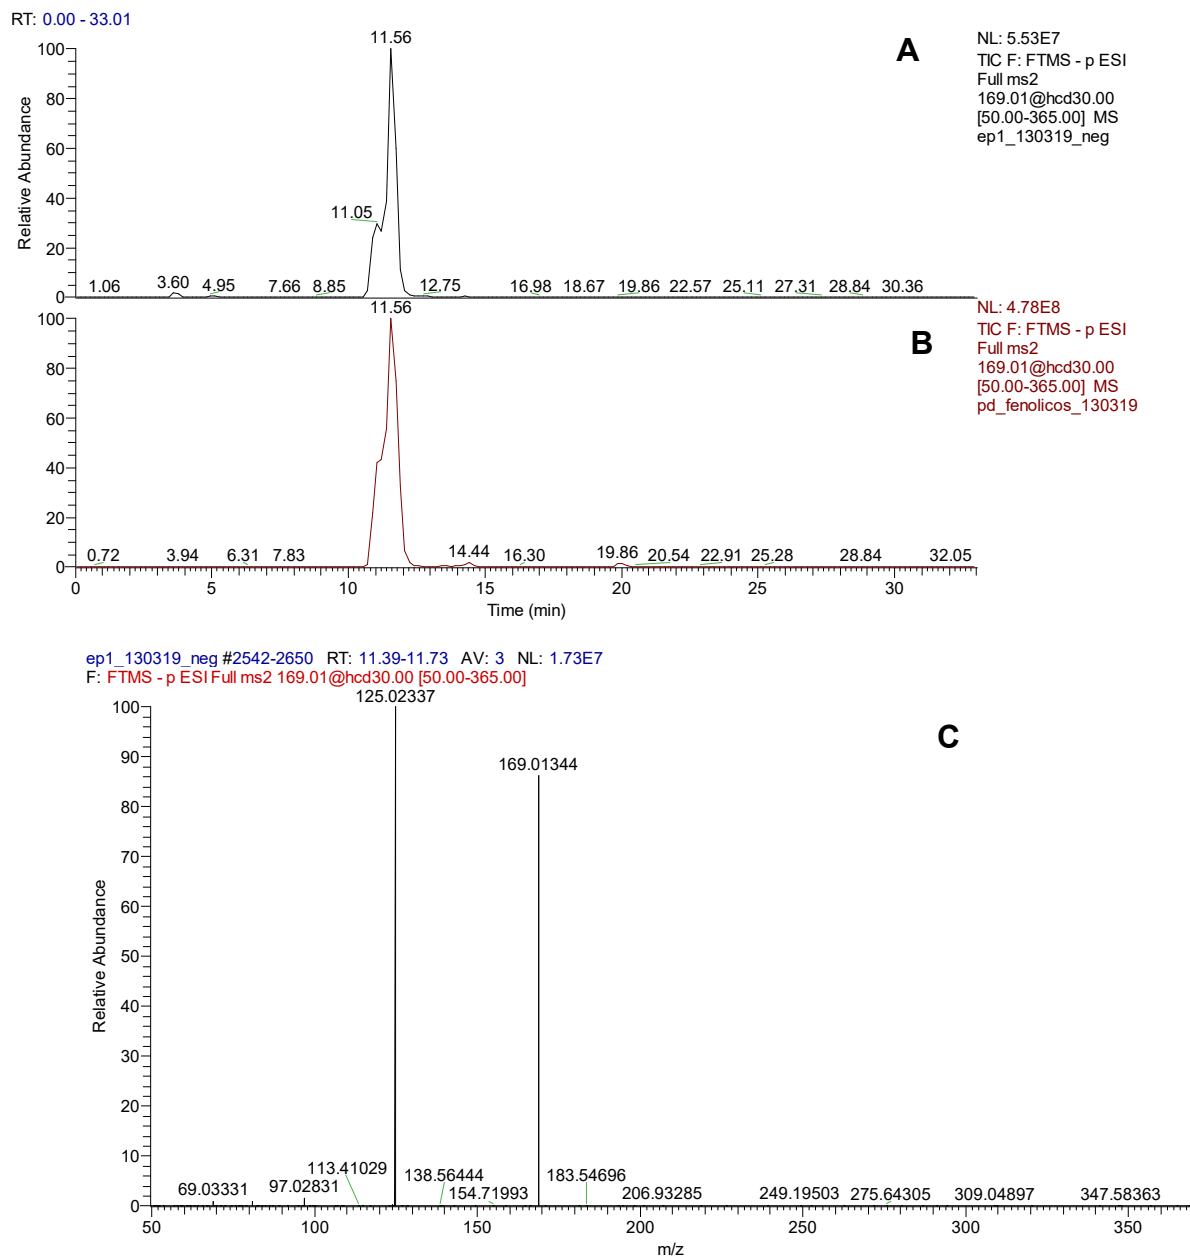 RT: 0.00 - 33.01
11.56
A
NL: 5.53E7
TIC F: FTMS - p ESI
Full ms2
169.01@hcd30.00
[50.00-365.00] MS
ep1_130319_neg
100
80
60
40
20
0
Relative Abundance
11.05
1.06 3.60 4.95 7.66 8.85 12.75 16.98 18.67 19.86 22.57 25.11 27.31 28.84 30.36
11.56
B
NL: 4.78E8
TIC F: FTMS - p ESI
Full ms2
169.01@hcd30.00
[50.00-365.00] MS
pd_fenolicos_130319
100
80
60
40
20
0
0.72 3.94 6.31 7.83 14.44 16.30 19.86 20.54 22.91 25.28 28.84 32.05
0 5 10 15 20 25 30
Time (min)
ep1_130319_neg #2542-2650 RT: 11.39-11.73 AV: 3 NL: 1.73E7
F: FTMS - p ESI Full ms2 169.01@hcd30.00 [50.00-365.00]
125.02337
C
169.01344
100
90
80
70
60
50
40
30
20
10
0
Relative Abundance
69.03331 97.02831 113.41029 138.56444 154.71993 183.54696 206.93285 249.19503 275.64305 309.04897 347.58363
50 100 150 200 250 300 350
m/z